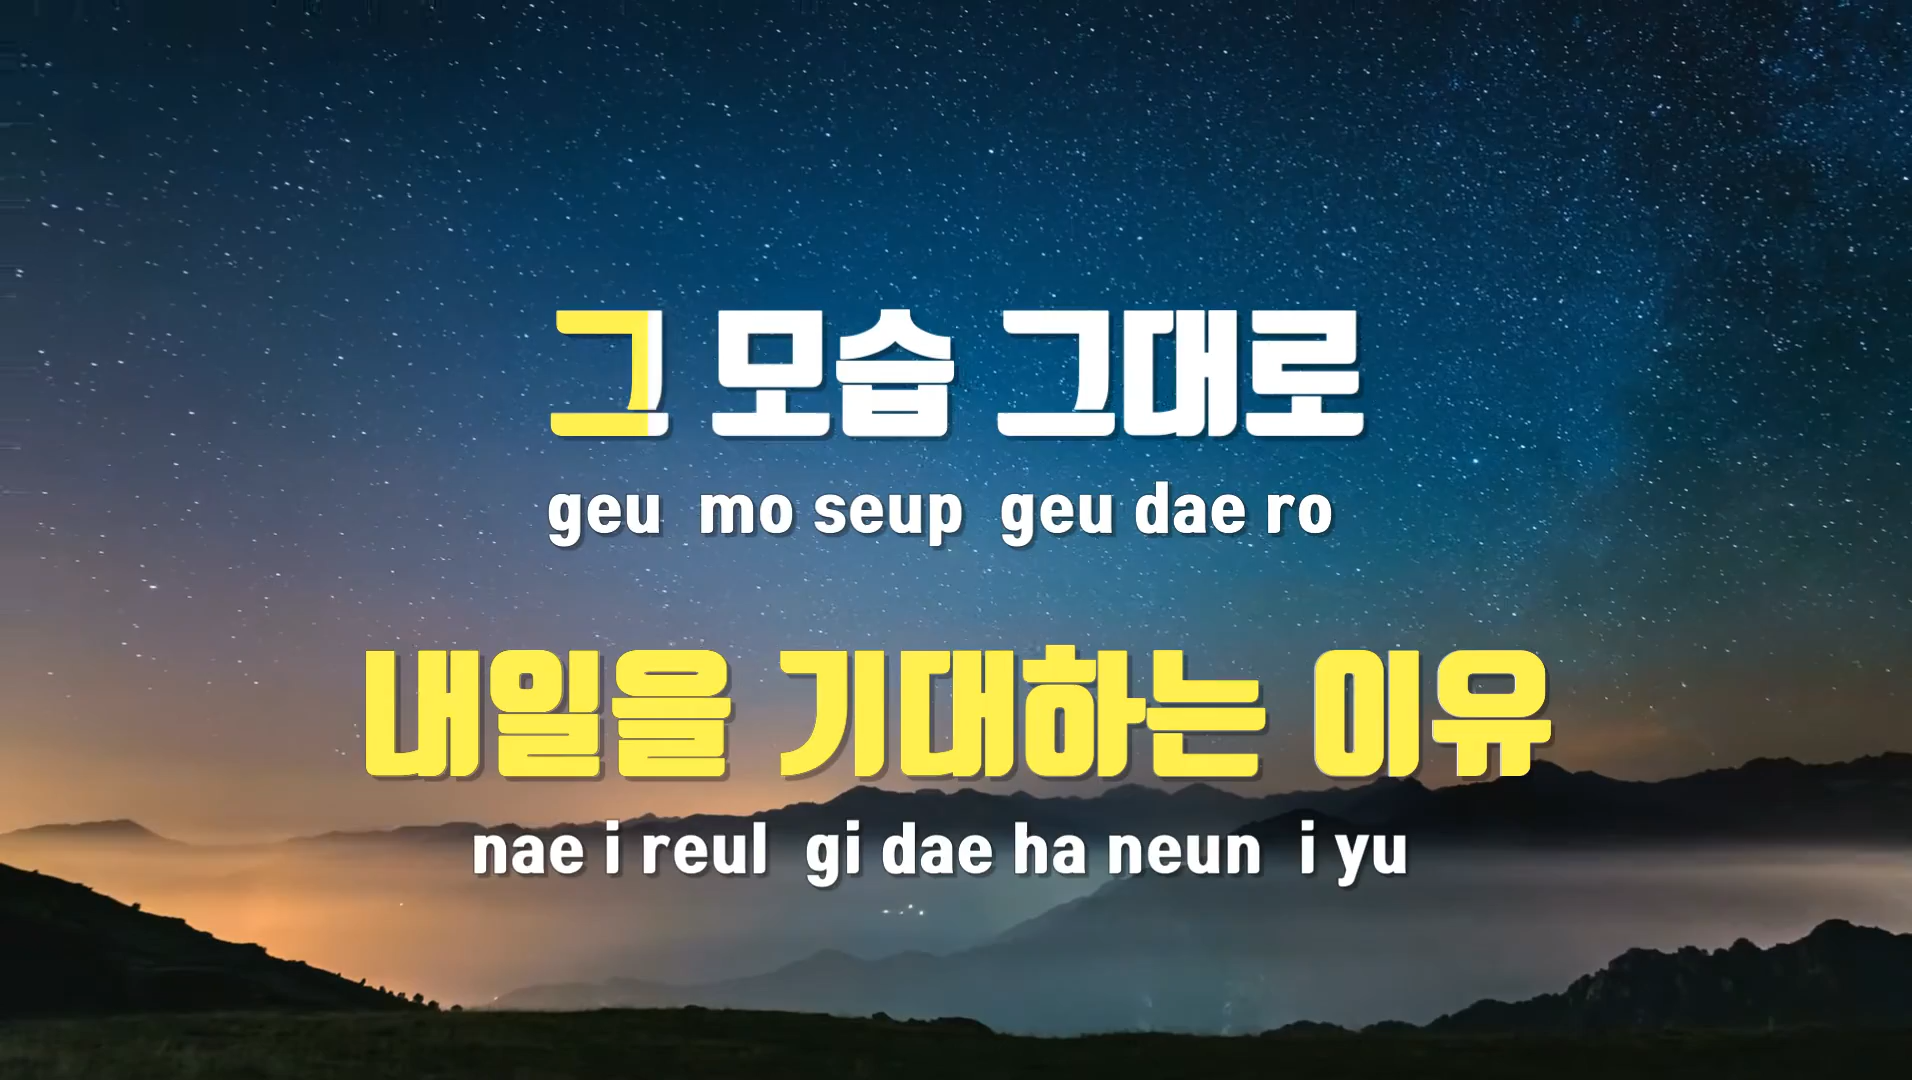 그 모습 그대로
geu mo seup geu dae ro
내일을 기대하는 이유
nae i reul gi dae ha neun i yu